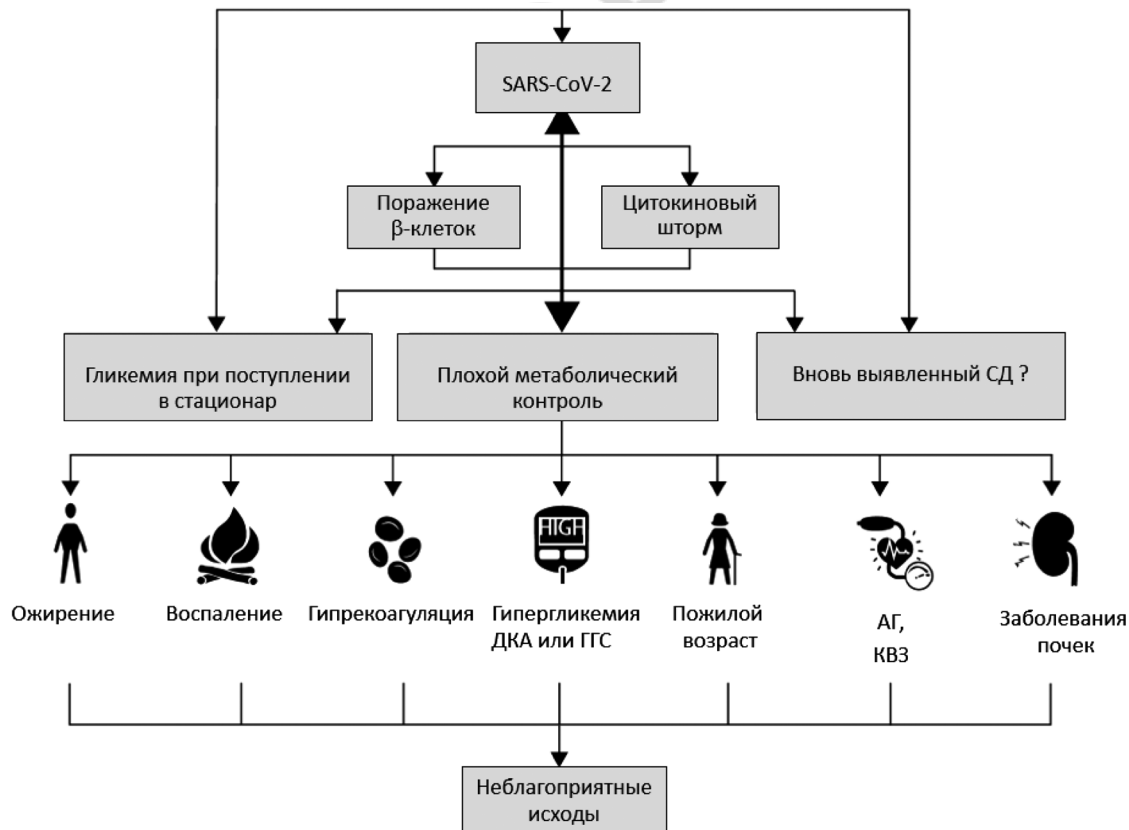 SARS-CoV-2
Поражение
β-клеток
Цитокиновый
шторм
Гликемия при поступлении
в стационар
Плохой метаболический
контроль
Вновь выявленный СД ?
HIGH
Ожирение
Воспаление
Гипрекоагуляция
Гипергликемия
ДКА или ГГС
Пожилой
возраст
АГ,
КВЗ
Заболевания
почек
Неблагоприятные
исходы